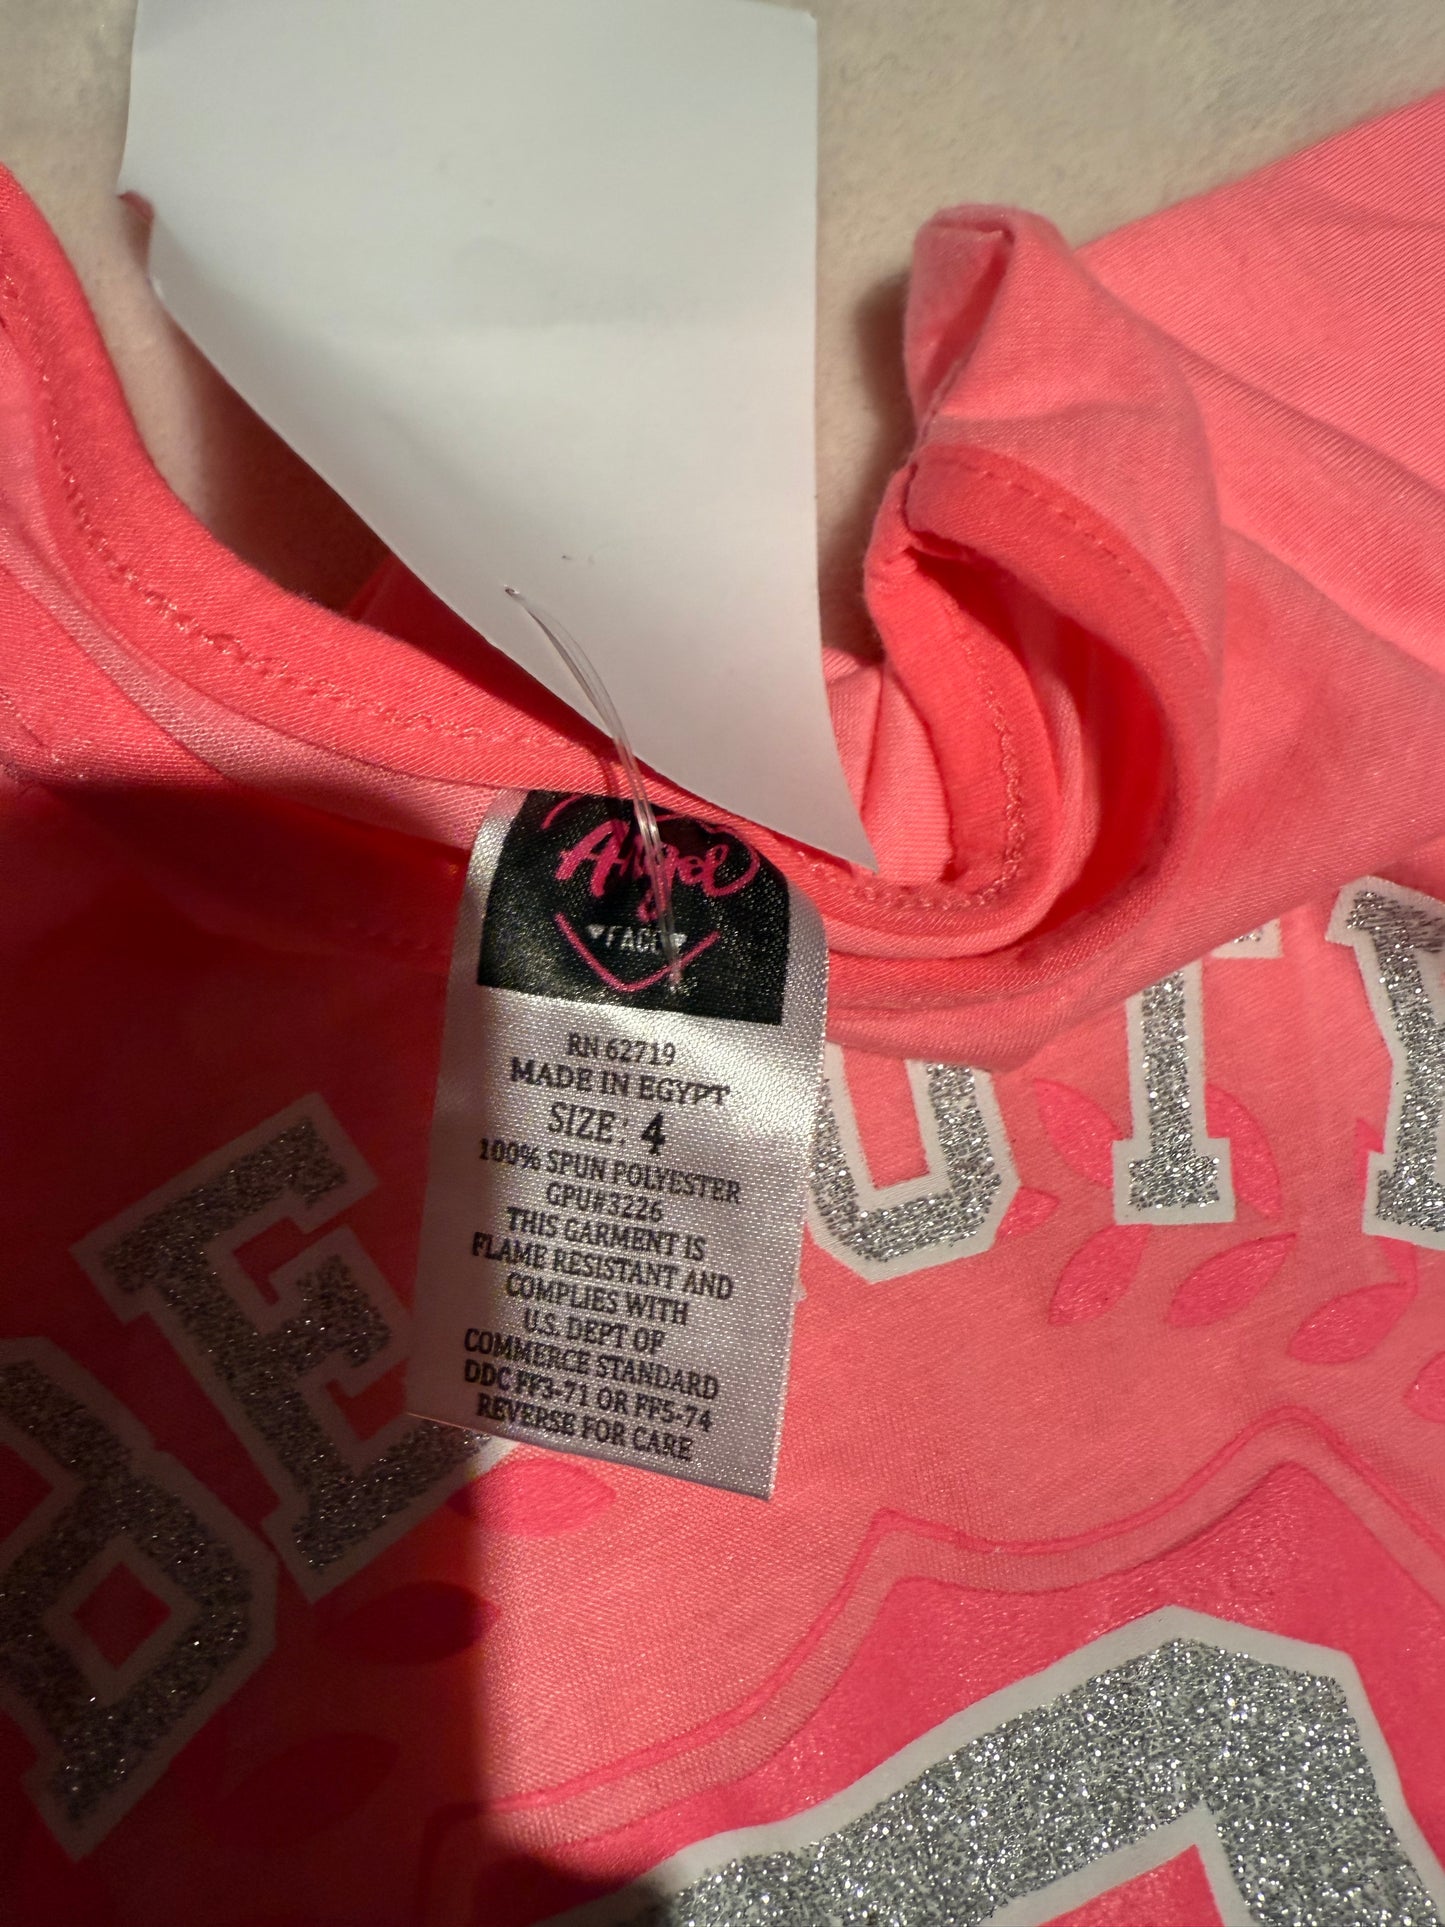 Angel
FACE
RN 62719
MADE IN EGYPT
SIZE: 4
100% SPUN POLYESTER
GPU#3226
THIS GARMENT IS
FLAME RESISTANT AND
COMPLIES WITH
U.S. DEPT OF
COMMERCE STANDARD
DDC FF3-71 OR FF5-74
REVERSE FOR CARE